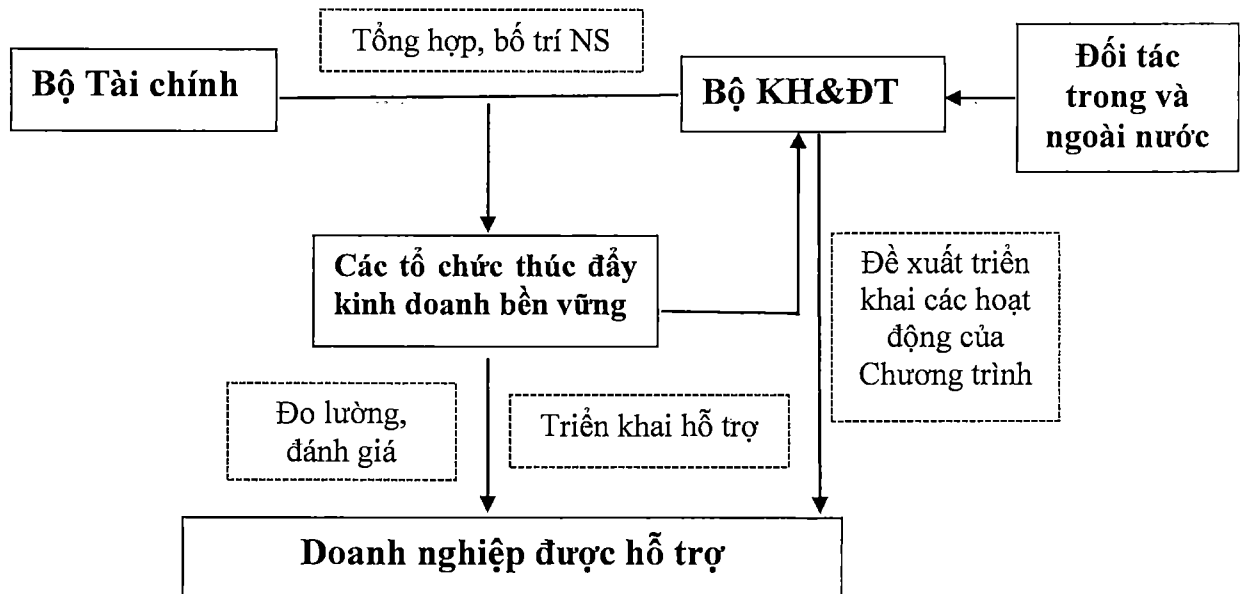 Tổng hợp, bố trí NS
Bộ Tài chính
Bộ KH&ĐT
Đối tác
trong và
ngoài nước
Các tổ chức thúc đẩy
kinh doanh bền vững
Đề xuất triển
khai các hoạt
động của
Chương trình
Đo lường,
đánh giá
Triển khai hỗ trợ
Doanh nghiệp được hỗ trợ